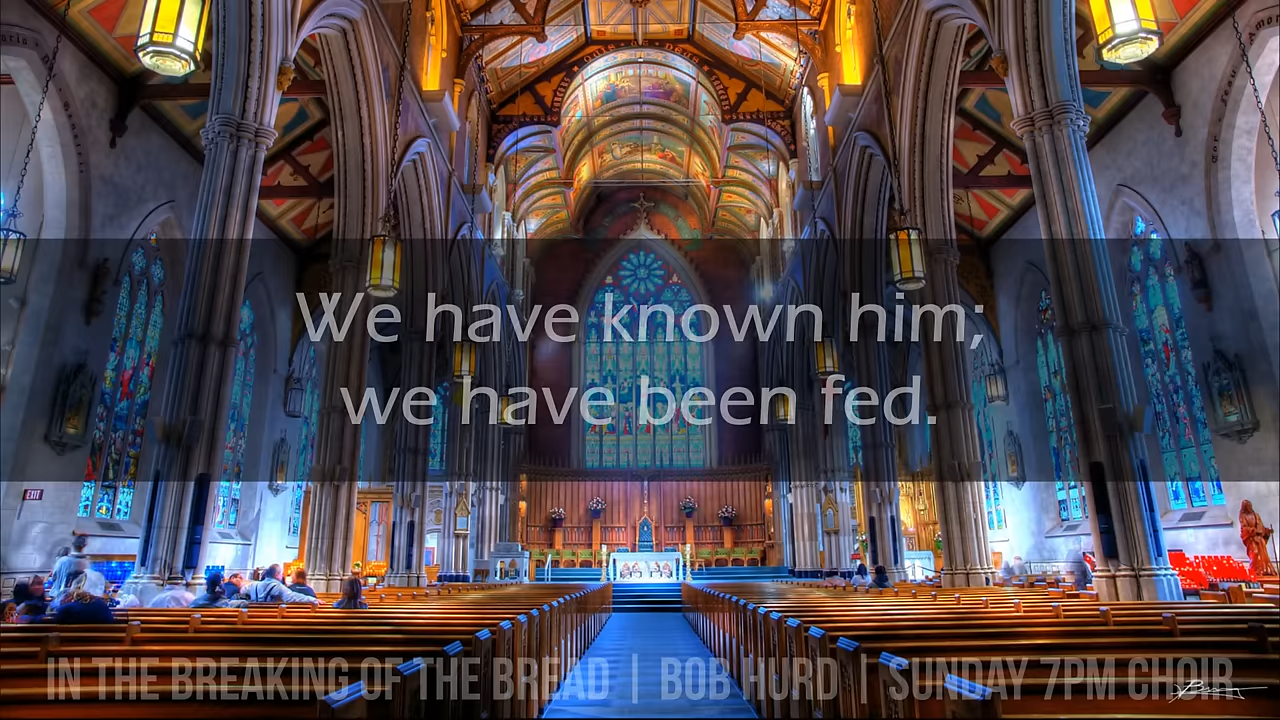 We have known him;
we have been fed.
EXIT
IN THE BREAKING OF THE BREAD | BOB HURD | SUNDAY 7PM CHOIR